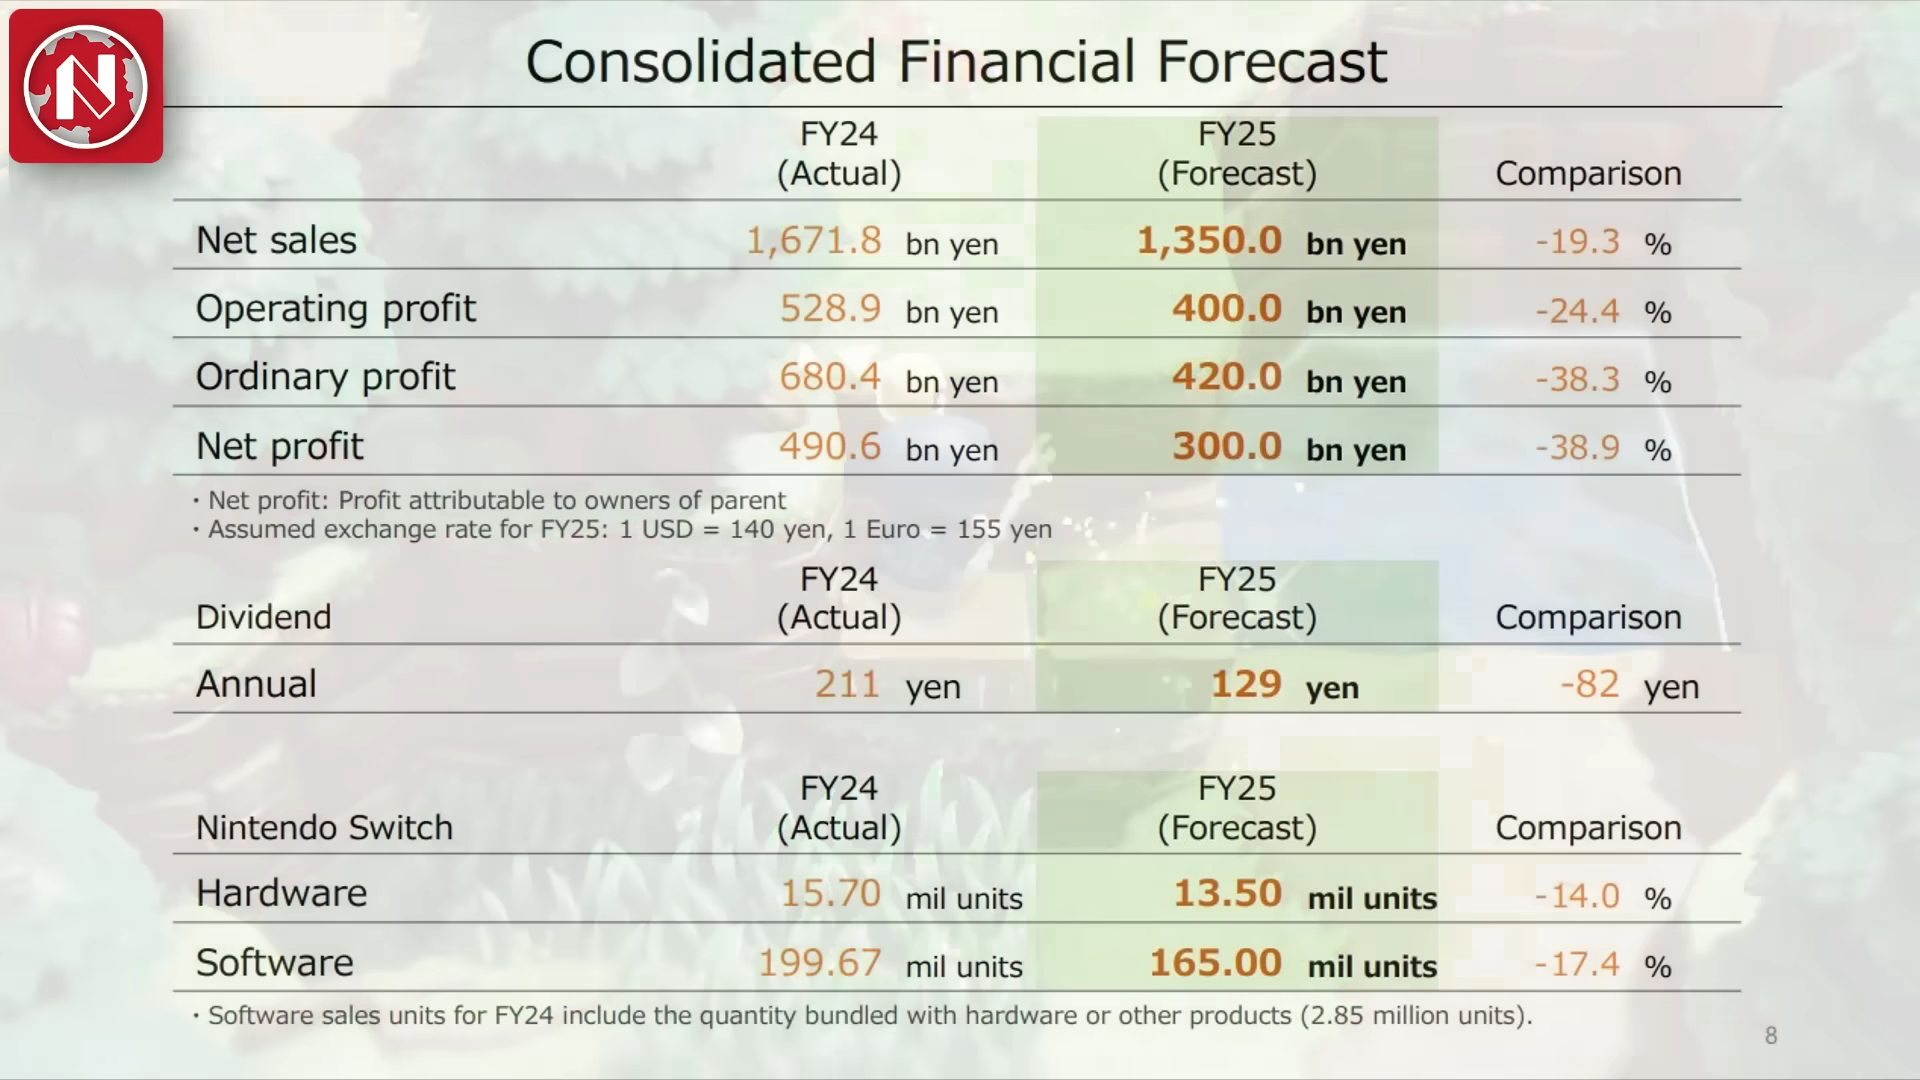 N
Consolidated Financial Forecast
FY24 FY25
(Actual) (Forecast) Comparison
Net sales 1,671.8 bn yen 1,350.0 bn yen -19.3 %
Operating profit 528.9 bn yen 400.0 bn yen -24.4 %
Ordinary profit 680.4 bn yen 420.0 bn yen -38.3 %
Net profit 490.6 bn yen 300.0 bn yen -38.9 %
・Net profit: Profit attributable to owners of parent
・Assumed exchange rate for FY25: 1 USD = 140 yen, 1 Euro = 155 yen
FY24 FY25
Dividend (Actual) (Forecast) Comparison
Annual 211 yen 129 yen -82 yen
FY24 FY25
Nintendo Switch (Actual) (Forecast) Comparison
Hardware 15.70 mil units 13.50 mil units -14.0 %
Software 199.67 mil units 165.00 mil units -17.4 %
・Software sales units for FY24 include the quantity bundled with hardware or other products (2.85 million units).
8